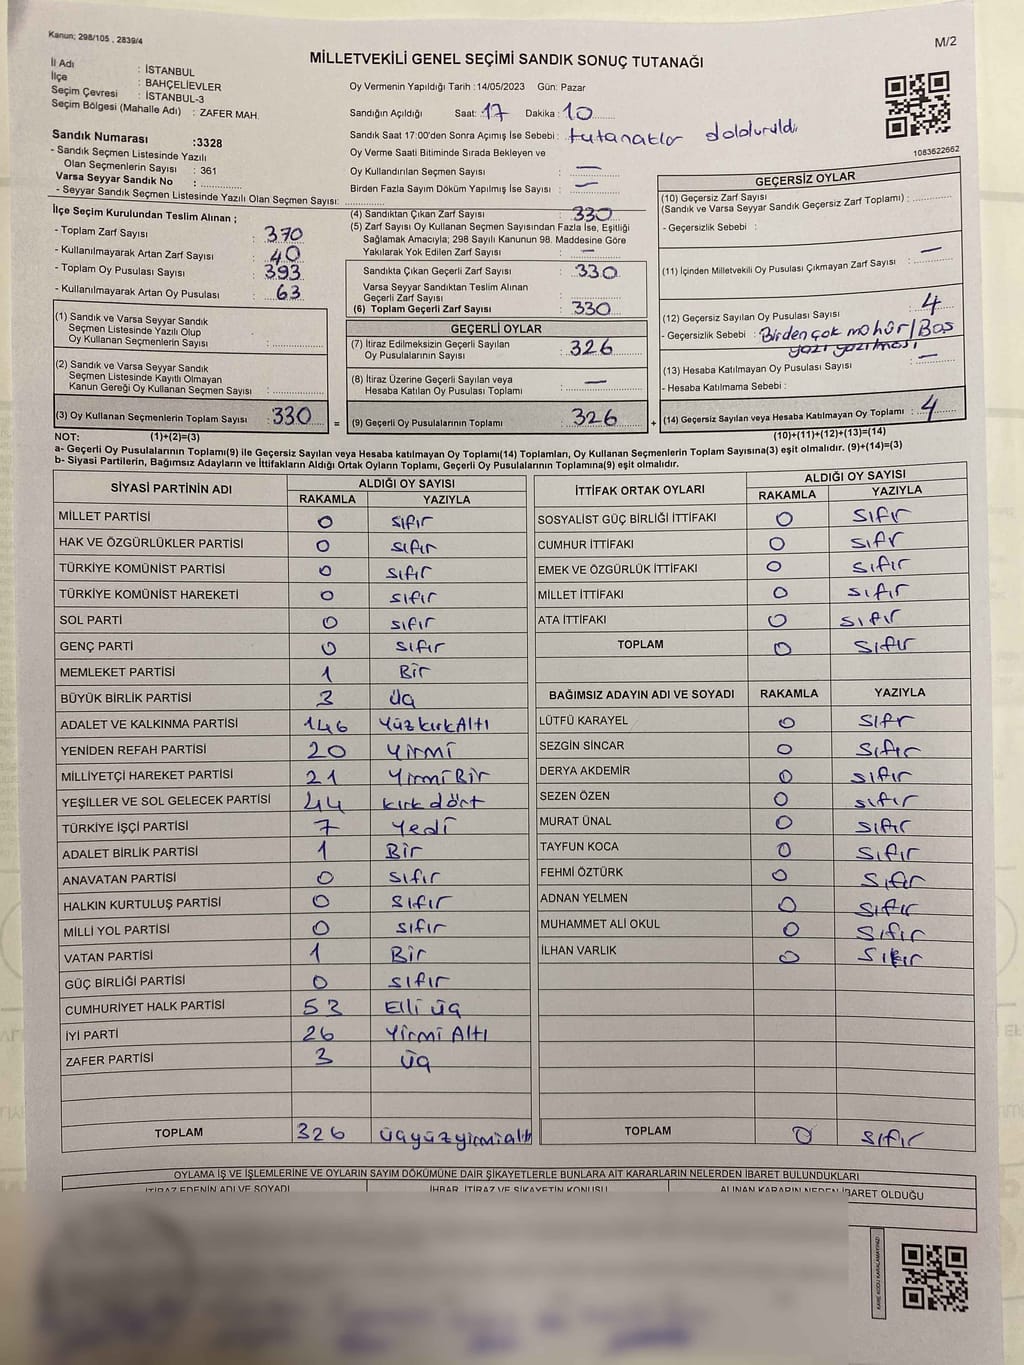 Kanun; 298/105 , 2839/4
M/2
MİLLETVEKİLİ GENEL SEÇİMİ SANDIK SONUÇ TUTANAĞI
İl Adı : İSTANBUL
İlçe : BAHÇELİEVLER
Seçim Çevresi : İSTANBUL-3
Seçim Bölgesi (Mahalle Adı) : ZAFER MAH.
Oy Vermenin Yapıldığı Tarih : 14/05/2023 Gün: Pazar
Sandığın Açıldığı Saat: 17 Dakika : 10
Sandık Saat 17:00'den Sonra Açımış İse Sebebi : tutanaklar dolduruldu
1083622662
Sandık Numarası :3328
- Sandık Seçmen Listesinde Yazılı
Olan Seçmenlerin Sayısı : 361
Varsa Seyyar Sandık No :
- Seyyar Sandık Seçmen Listesinde Yazılı Olan Seçmen Sayısı:
Oy Verme Saati Bitiminde Sırada Bekleyen ve
Oy Kullandırılan Seçmen Sayısı : —
Birden Fazla Sayım Döküm Yapılmış İse Sayısı : —
İlçe Seçim Kurulundan Teslim Alınan ;
- Toplam Zarf Sayısı : 370
- Kullanılmayarak Artan Zarf Sayısı : 40
- Toplam Oy Pusulası Sayısı : 393
- Kullanılmayarak Artan Oy Pusulası : 63
(1) Sandık ve Varsa Seyyar Sandık
Seçmen Listesinde Yazılı Olup
Oy Kullanan Seçmenlerin Sayısı :
(2) Sandık ve Varsa Seyyar Sandık
Seçmen Listesinde Kayıtlı Olmayan
Kanun Gereği Oy Kullanan Seçmen Sayısı :
(3) Oy Kullanan Seçmenlerin Toplam Sayısı : 330
(4) Sandıktan Çıkan Zarf Sayısı : 330
(5) Zarf Sayısı Oy Kullanan Seçmen Sayısından Fazla İse, Eşitliği
Sağlamak Amacıyla; 298 Sayılı Kanunun 98. Maddesine Göre
Yakılarak Yok Edilen Zarf Sayısı : —
Sandıkta Çıkan Geçerli Zarf Sayısı : 330
Varsa Seyyar Sandıktan Teslim Alınan
Geçerli Zarf Sayısı :
(6) Toplam Geçerli Zarf Sayısı : 330
GEÇERLİ OYLAR
(7) İtiraz Edilmeksizin Geçerli Sayılan
Oy Pusulalarının Sayısı : 326
(8) İtiraz Üzerine Geçerli Sayılan veya
Hesaba Katılan Oy Pusulası Toplamı : —
= (9) Geçerli Oy Pusulalarının Toplamı : 326
GEÇERSİZ OYLAR
(10) Geçersiz Zarf Sayısı
(Sandık ve Varsa Seyyar Sandık Geçersiz Zarf Toplamı) :
- Geçersizlik Sebebi :
(11) İçinden Milletvekili Oy Pusulası Çıkmayan Zarf Sayısı : —
(12) Geçersiz Sayılan Oy Pusulası Sayısı : 4
- Geçersizlik Sebebi : Birden çok mühür/Boş
yazı yazılması
(13) Hesaba Katılmayan Oy Pusulası Sayısı : —
- Hesaba Katılmama Sebebi :
+ (14) Geçersiz Sayılan veya Hesaba Katılmayan Oy Toplamı : 4
NOT: (1)+(2)=(3)
(10)+(11)+(12)+(13)=(14)
a- Geçerli Oy Pusulalarının Toplamı(9) ile Geçersiz Sayılan veya Hesaba katılmayan Oy Toplamı(14) Toplamları, Oy Kullanan Seçmenlerin Toplam Sayısına(3) eşit olmalıdır. (9)+(14)=(3)
b- Siyasi Partilerin, Bağımsız Adayların ve İttifakların Aldığı Ortak Oyların Toplamı, Geçerli Oy Pusulalarının Toplamına(9) eşit olmalıdır.
SİYASİ PARTİNİN ADI ALDIĞI OY SAYISI
RAKAMLA YAZIYLA
MİLLET PARTİSİ 0 sıfır
HAK VE ÖZGÜRLÜKLER PARTİSİ 0 sıfır
TÜRKİYE KOMÜNİST PARTİSİ 0 sıfır
TÜRKİYE KOMÜNİST HAREKETİ 0 sıfır
SOL PARTİ 0 sıfır
GENÇ PARTİ 0 sıfır
MEMLEKET PARTİSİ 1 Bir
BÜYÜK BİRLİK PARTİSİ 3 üç
ADALET VE KALKINMA PARTİSİ 146 YüzkırkAltı
YENİDEN REFAH PARTİSİ 20 Yirmi
MİLLİYETÇİ HAREKET PARTİSİ 21 YirmiBir
YEŞİLLER VE SOL GELECEK PARTİSİ 44 kırk dört
TÜRKİYE İŞÇİ PARTİSİ 7 Yedi
ADALET BİRLİK PARTİSİ 1 Bir
ANAVATAN PARTİSİ 0 sıfır
HALKIN KURTULUŞ PARTİSİ 0 sıfır
MİLLİ YOL PARTİSİ 0 sıfır
VATAN PARTİSİ 1 Bir
GÜÇ BİRLİĞİ PARTİSİ 0 sıfır
CUMHURİYET HALK PARTİSİ 53 Elli üç
İYİ PARTİ 26 Yirmi Altı
ZAFER PARTİSİ 3 üç
TOPLAM 326 üçyüzyirmialtı
İTTİFAK ORTAK OYLARI ALDIĞI OY SAYISI
RAKAMLA YAZIYLA
SOSYALİST GÜÇ BİRLİĞİ İTTİFAKI 0 sıfır
CUMHUR İTTİFAKI 0 sıfır
EMEK VE ÖZGÜRLÜK İTTİFAKI 0 sıfır
MİLLET İTTİFAKI 0 sıfır
ATA İTTİFAKI 0 sıfır
TOPLAM 0 sıfır
BAĞIMSIZ ADAYIN ADI VE SOYADI RAKAMLA YAZIYLA
LÜTFÜ KARAYEL 0 sıfır
SEZGİN SİNCAR 0 sıfır
DERYA AKDEMİR 0 sıfır
SEZEN ÖZEN 0 sıfır
MURAT ÜNAL 0 sıfır
TAYFUN KOCA 0 sıfır
FEHMİ ÖZTÜRK 0 sıfır
ADNAN YELMEN 0 sıfır
MUHAMMET ALİ OKUL 0 sıfır
İLHAN VARLIK 0 sıfır
TOPLAM 0 sıfır
OYLAMA İŞ VE İŞLEMLERİNE VE OYLARIN SAYIM DÖKÜMÜNE DAİR ŞİKAYETLERLE BUNLARA AİT KARARLARIN NELERDEN İBARET BULUNDUKLARI
İTİRAZ EDENİN ADI VE SOYADI İHBAR, İTİRAZ VE ŞİKAYETİN KONUSU ALINAN KARARIN NEDEN İBARET OLDUĞU
KARE KODU KARALAMAYINIZ!